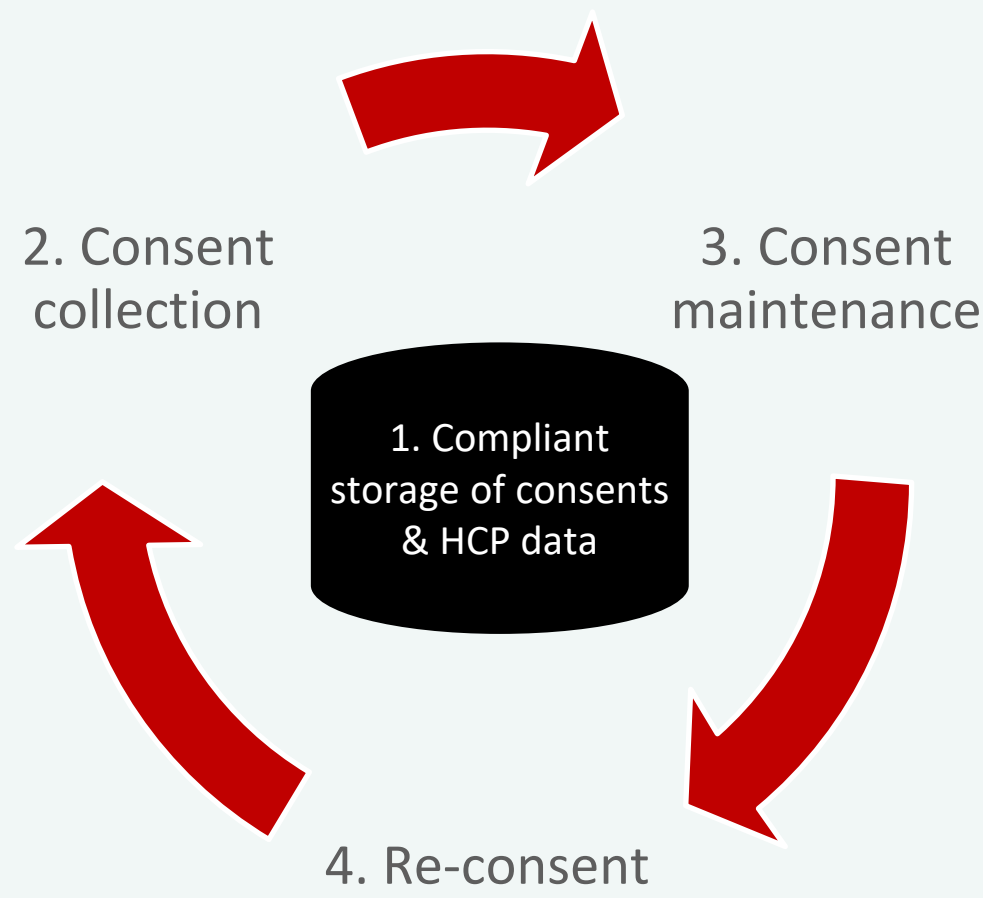 2. Consent
collection
3. Consent
maintenance
1. Compliant
storage of consents
& HCP data
4. Re-consent